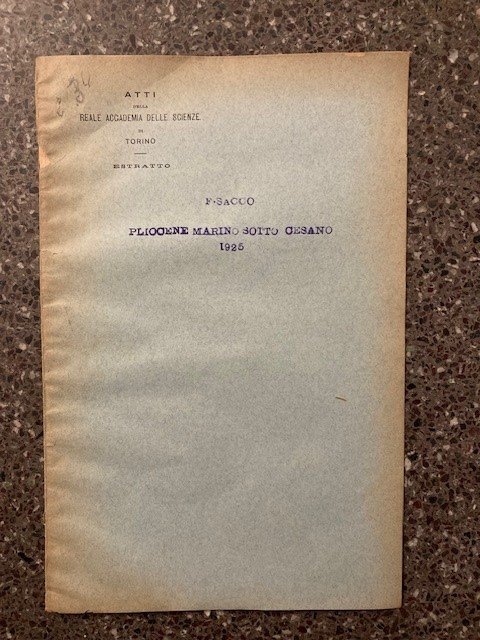 ATTI
DELLA
REALE ACCADEMIA DELLE SCIENZE
DI
TORINO
ESTRATTO
F.SACCO
PLIOCENE MARINO SOTTO CESANO
1925